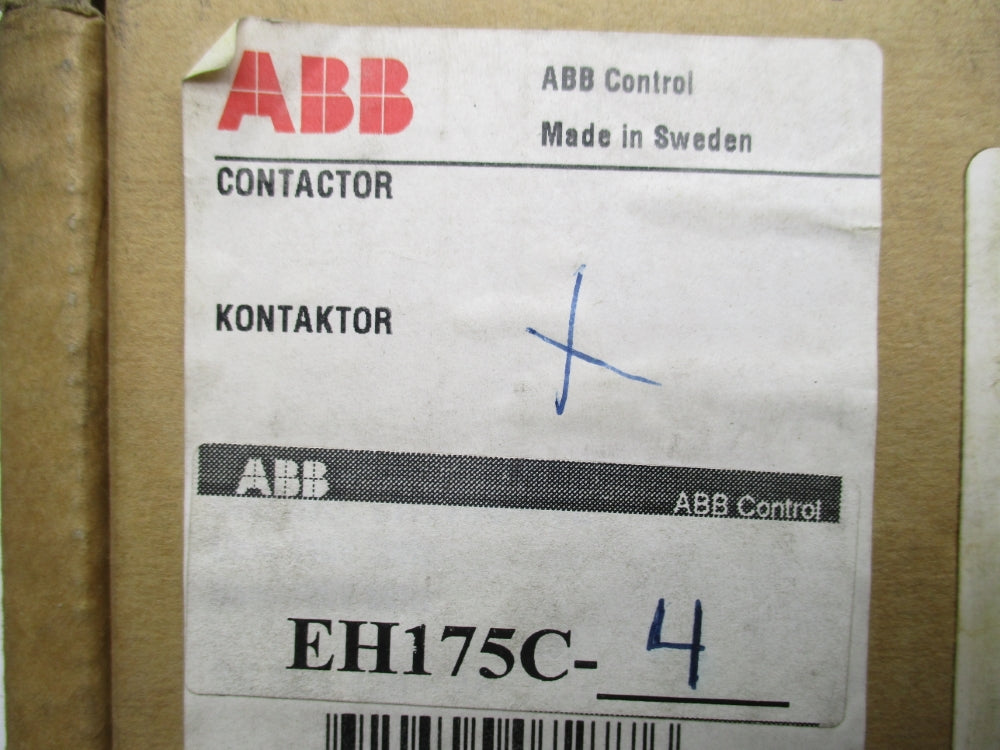 ABB
ABB Control
Made in Sweden
CONTACTOR
KONTAKTOR
X
ABB
ABB Control
EH175C- 4